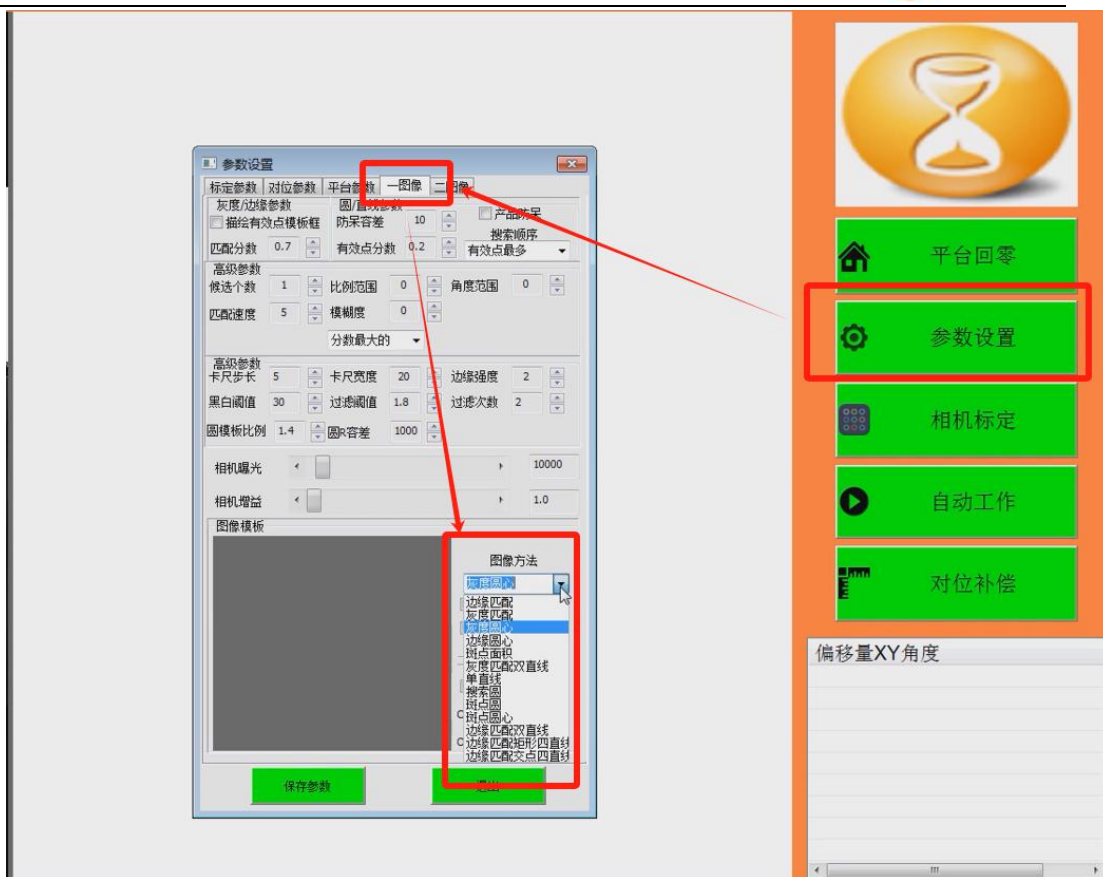 参数设置
标定参数 对位参数 平台参数 一图像 二图像
灰度/边缘参数 圆/直线参数
描绘有效点模板框 防呆容差 10 产品防呆
搜索顺序
匹配分数 0.7 有效点分数 0.2 有效点最多
高级参数
候选个数 1 比例范围 0 角度范围 0
匹配速度 5 模糊度 0
分数最大的
高级参数
卡尺步长 5 卡尺宽度 20 边缘强度 2
黑白阈值 30 过滤阈值 1.8 过滤次数 2
圆模板比例 1.4 圆R容差 1000
相机曝光 10000
相机增益 1.0
图像模板
图像方法
灰度圆心
边缘匹配
灰度匹配
灰度圆心
边缘圆心
斑点面积
灰度匹配双直线
单直线
搜索圆
斑点圆
斑点圆心
边缘匹配双直线
边缘匹配矩形四直线
边缘匹配交点四直线
保存参数 退出
平台回零
参数设置
相机标定
自动工作
对位补偿
偏移量XY角度